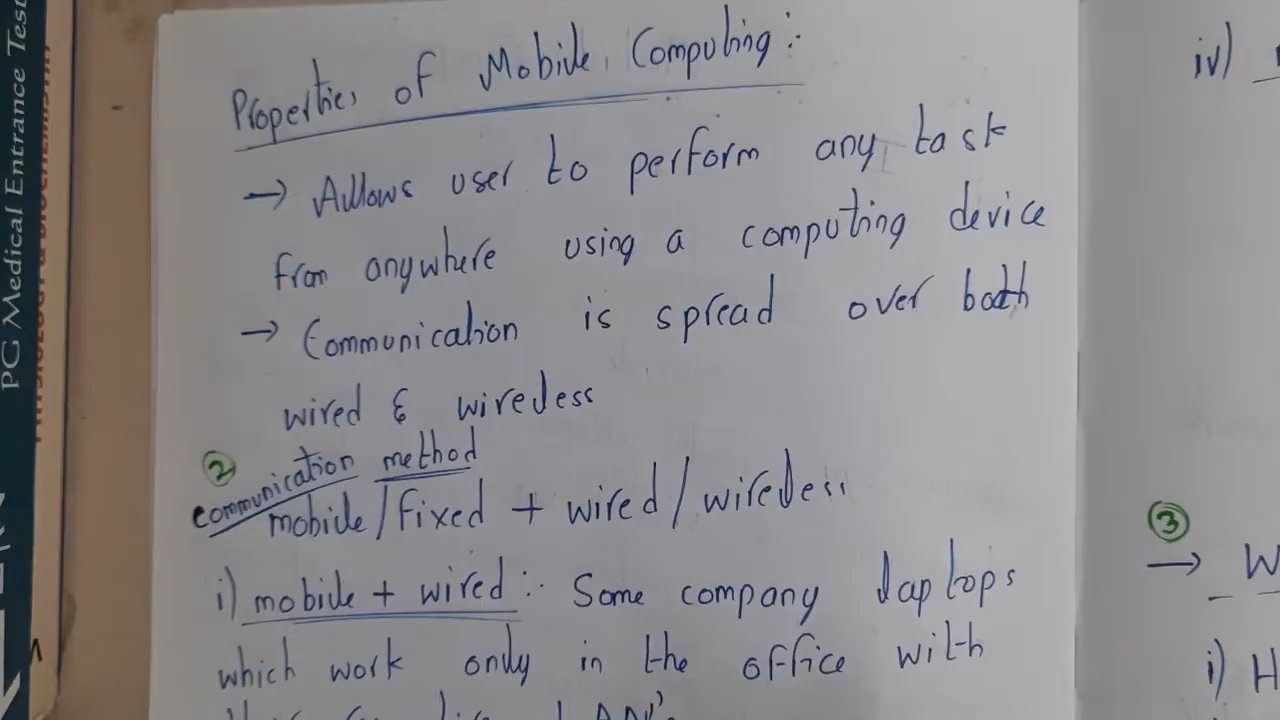 PG Medical Entrance Test
Properties of Mobile Computing :-
→ Allows user to perform any task
from anywhere using a computing device
→ Communication is spread over both
wired & wireless
② communication method
mobile/fixed + wired/wireless
i) mobile + wired :- Some company laptops
which work only in the office with
iv)
③
→ W
i) H